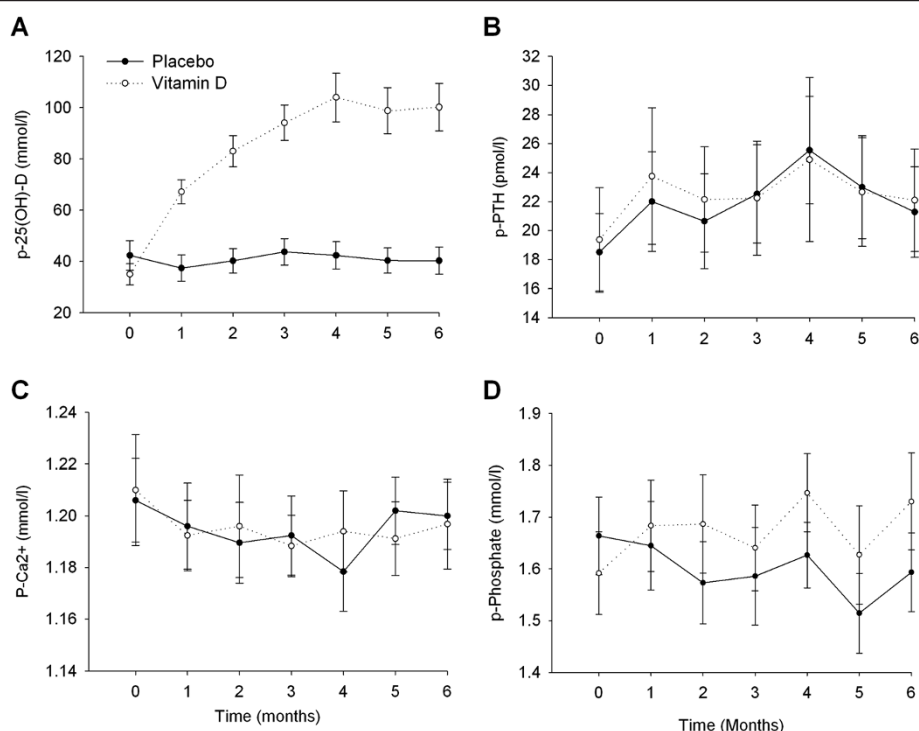 A
p-25(OH)-D (mmol/l)
120
100
80
60
40
20
Placebo
Vitamin D
0 1 2 3 4 5 6
B
p-PTH (pmol/l)
32
30
28
26
24
22
20
18
16
14
0 1 2 3 4 5 6
C
P-Ca2+ (mmol/l)
1.24
1.22
1.20
1.18
1.16
1.14
0 1 2 3 4 5 6
Time (months)
D
p-Phosphate (mmol/l)
1.9
1.8
1.7
1.6
1.5
1.4
0 1 2 3 4 5 6
Time (Months)